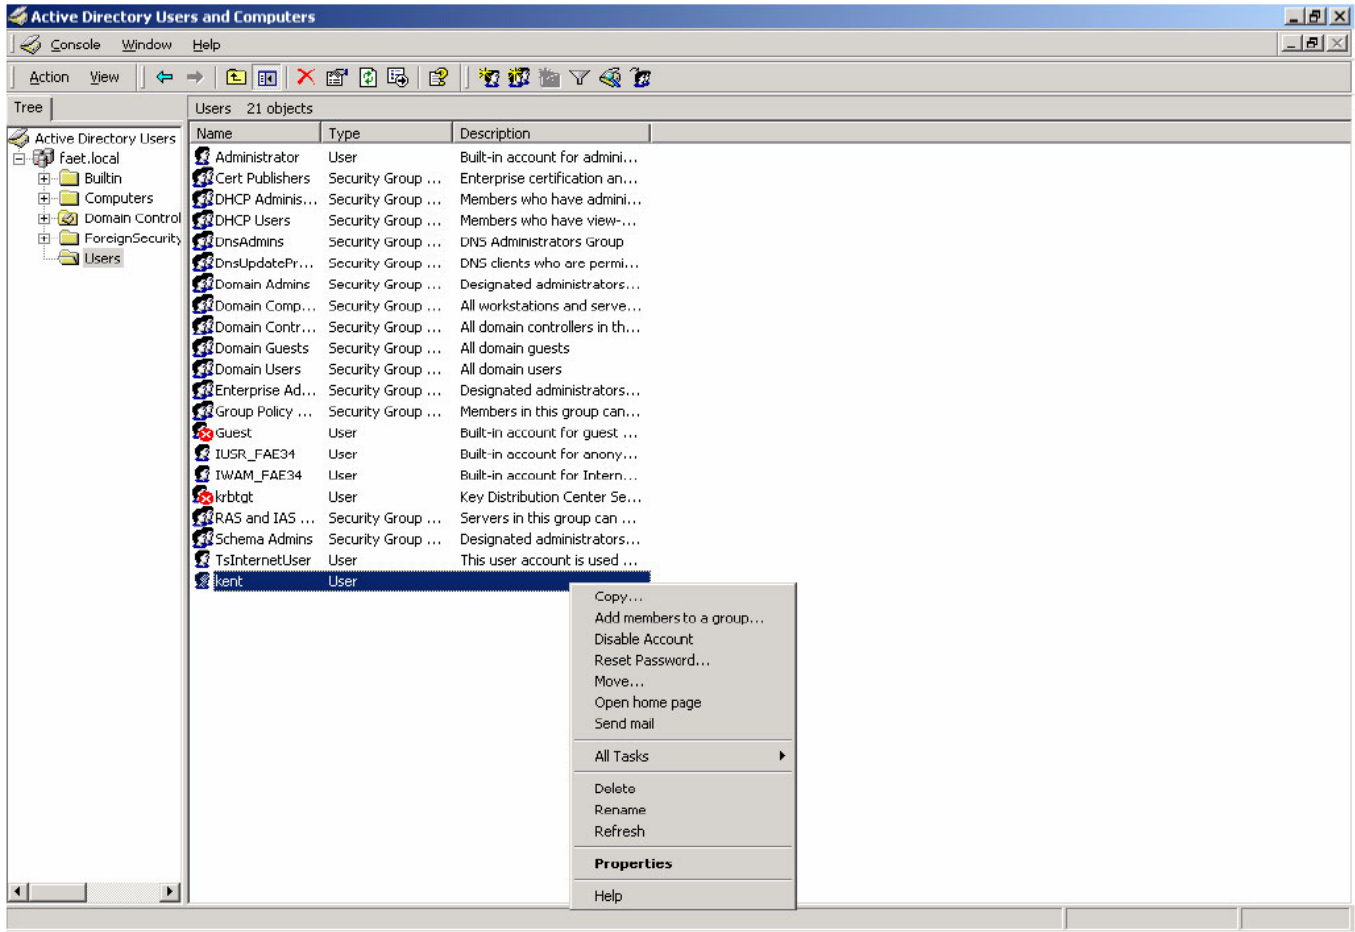 Active Directory Users and Computers
Console Window Help
Action View
Tree
Users 21 objects
Active Directory Users
faet.local
Builtin
Computers
Domain Control
ForeignSecurity
Users
Name Type Description
Administrator User Built-in account for admini...
Cert Publishers Security Group ... Enterprise certification an...
DHCP Adminis... Security Group ... Members who have admini...
DHCP Users Security Group ... Members who have view-...
DnsAdmins Security Group ... DNS Administrators Group
DnsUpdatePr... Security Group ... DNS clients who are permi...
Domain Admins Security Group ... Designated administrators...
Domain Comp... Security Group ... All workstations and serve...
Domain Contr... Security Group ... All domain controllers in th...
Domain Guests Security Group ... All domain guests
Domain Users Security Group ... All domain users
Enterprise Ad... Security Group ... Designated administrators...
Group Policy ... Security Group ... Members in this group can...
Guest User Built-in account for guest ...
IUSR_FAE34 User Built-in account for anony...
IWAM_FAE34 User Built-in account for Intern...
krbtgt User Key Distribution Center Se...
RAS and IAS ... Security Group ... Servers in this group can ...
Schema Admins Security Group ... Designated administrators...
TsInternetUser User This user account is used ...
kent User
Copy...
Add members to a group...
Disable Account
Reset Password...
Move...
Open home page
Send mail
All Tasks
Delete
Rename
Refresh
Properties
Help